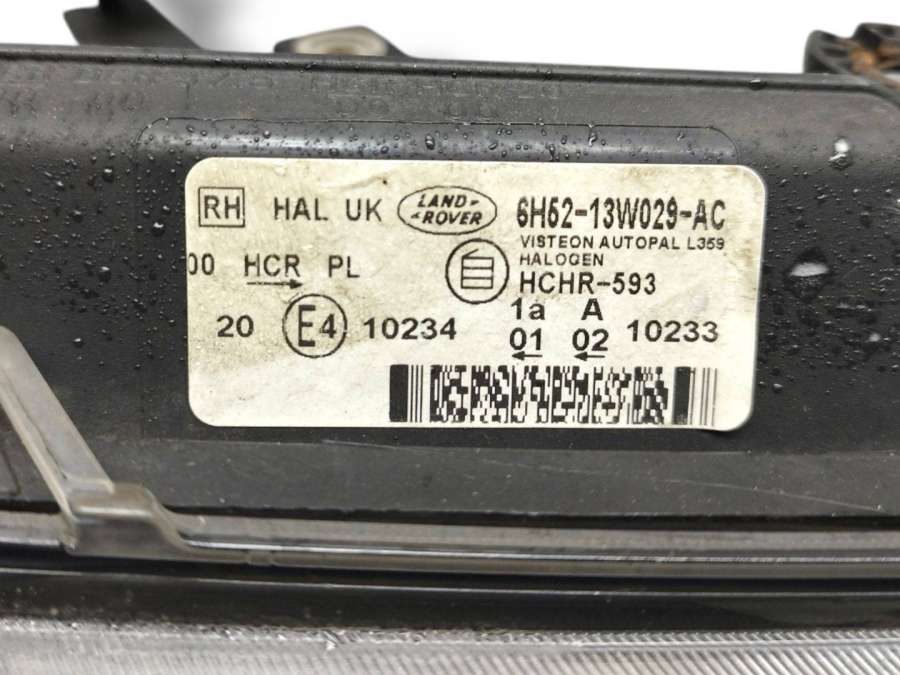 RH HAL UK LAND ROVER 6H52-13W029-AC
VISTEON AUTOPAL L359
HALOGEN
00 HCR PL HCHR-593
1a A
20 E4 10234 01 02 10233